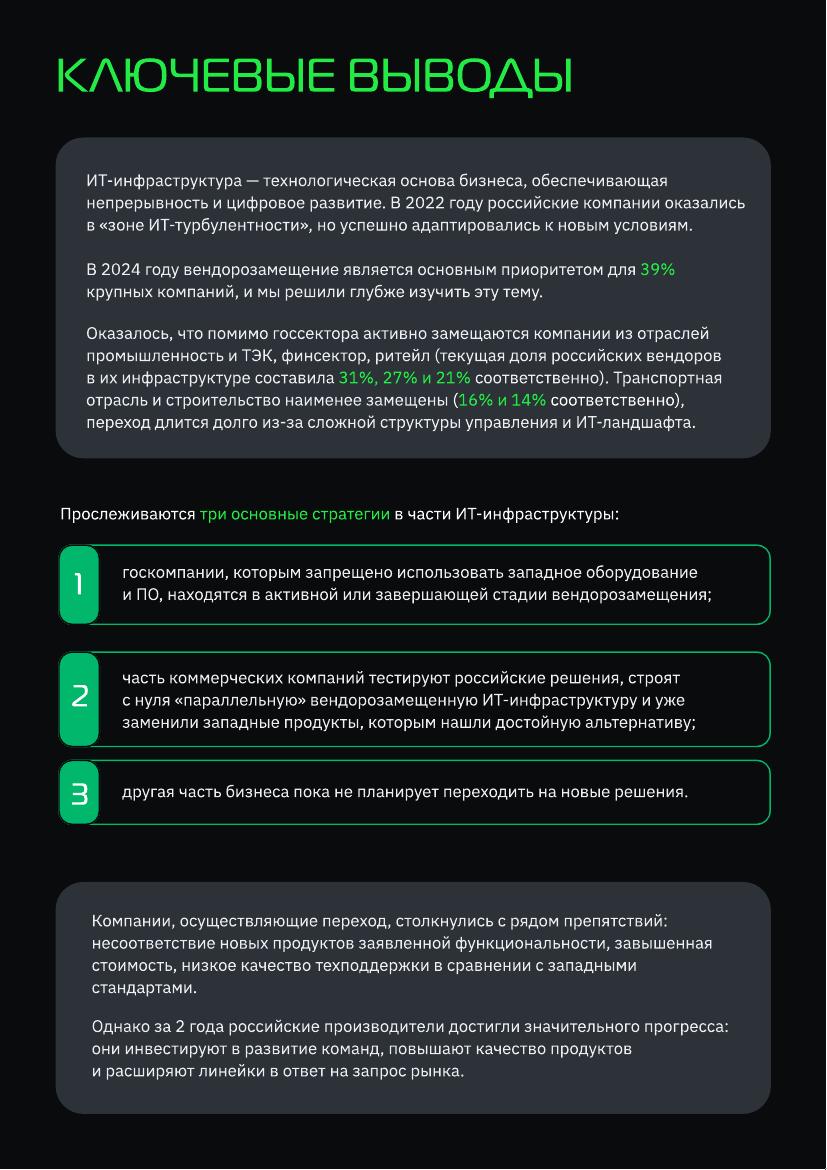 КЛЮЧЕВЫЕ ВЫВОДЫ
ИТ-инфраструктура — технологическая основа бизнеса, обеспечивающая
непрерывность и цифровое развитие. В 2022 году российские компании оказались
в «зоне ИТ-турбулентности», но успешно адаптировались к новым условиям.
В 2024 году вендорозамещение является основным приоритетом для 39%
крупных компаний, и мы решили глубже изучить эту тему.
Оказалось, что помимо госсектора активно замещаются компании из отраслей
промышленность и ТЭК, финсектор, ритейл (текущая доля российских вендоров
в их инфраструктуре составила 31%, 27% и 21% соответственно). Транспортная
отрасль и строительство наименее замещены (16% и 14% соответственно),
переход длится долго из-за сложной структуры управления и ИТ-ландшафта.
Прослеживаются три основные стратегии в части ИТ-инфраструктуры:
1
госкомпании, которым запрещено использовать западное оборудование
и ПО, находятся в активной или завершающей стадии вендорозамещения;
2
часть коммерческих компаний тестируют российские решения, строят
с нуля «параллельную» вендорозамещенную ИТ-инфраструктуру и уже
заменили западные продукты, которым нашли достойную альтернативу;
3
другая часть бизнеса пока не планирует переходить на новые решения.
Компании, осуществляющие переход, столкнулись с рядом препятствий:
несоответствие новых продуктов заявленной функциональности, завышенная
стоимость, низкое качество техподдержки в сравнении с западными
стандартами.
Однако за 2 года российские производители достигли значительного прогресса:
они инвестируют в развитие команд, повышают качество продуктов
и расширяют линейки в ответ на запрос рынка.